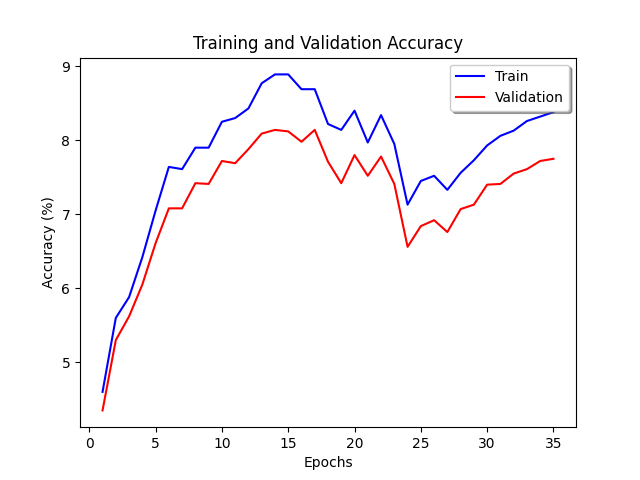 Training and Validation Accuracy
Train
Validation
Accuracy (%)
9
8
7
6
5
0 5 10 15 20 25 30 35
Epochs